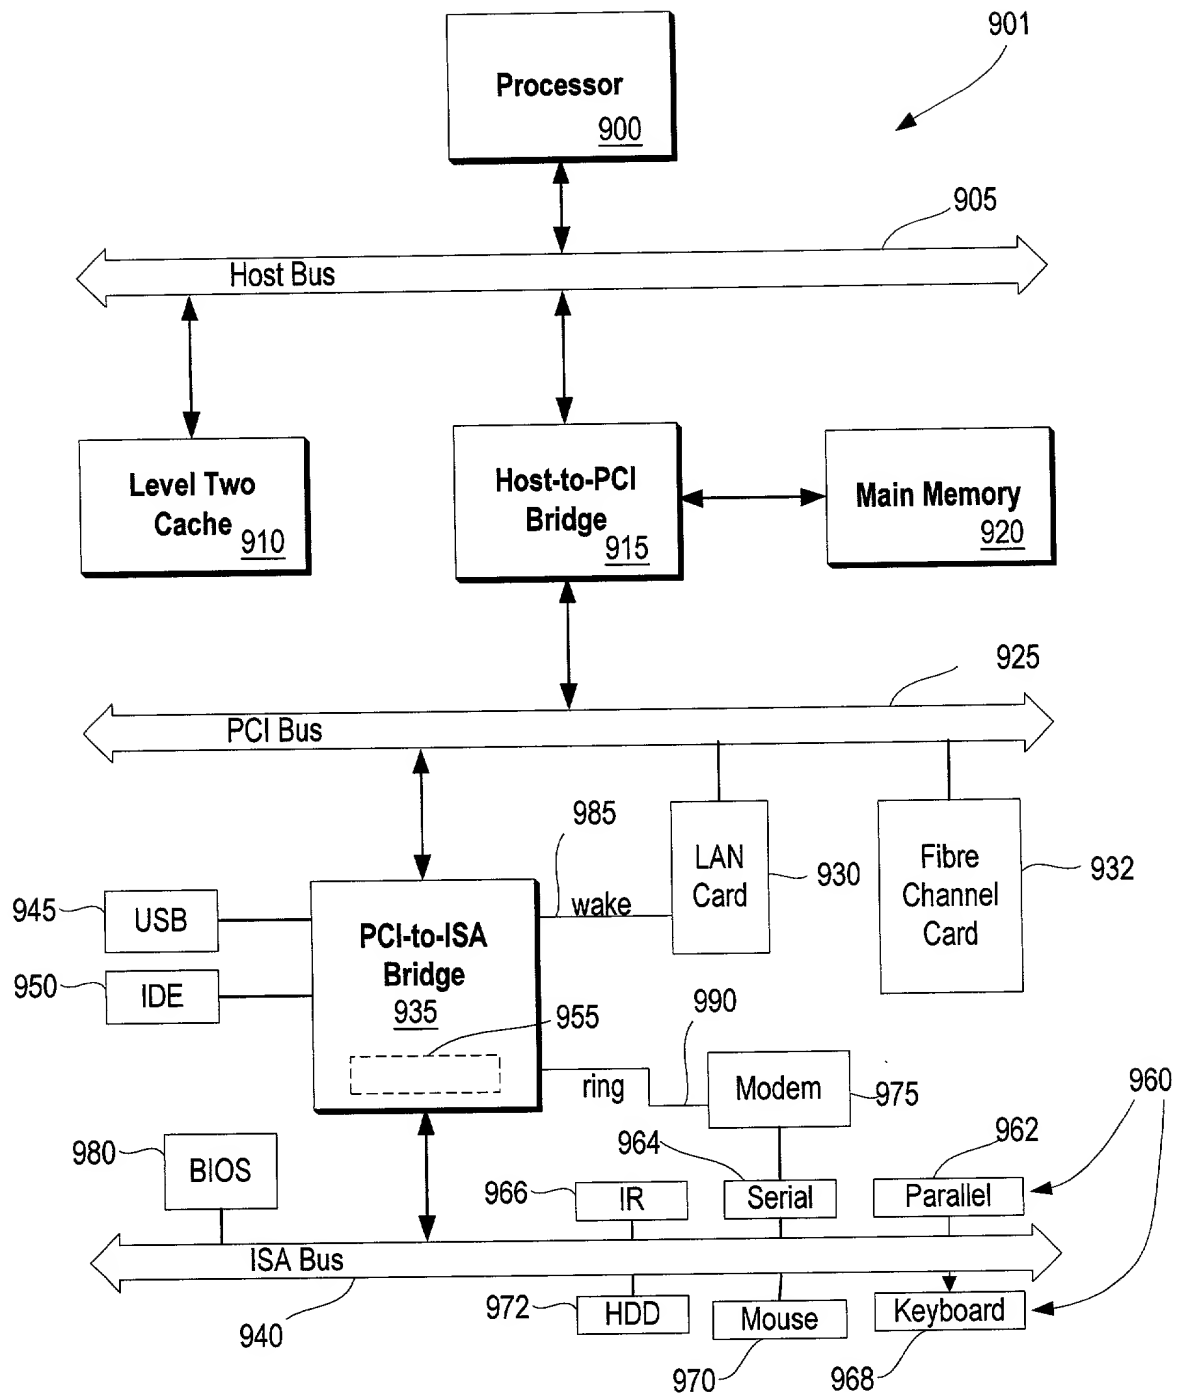 901
Processor
900
905
Host Bus
Level Two
Cache
910
Host-to-PCI
Bridge
915
Main Memory
920
925
PCI Bus
985
LAN
Card
930
Fibre
Channel
Card
932
wake
945
USB
950
IDE
PCI-to-ISA
Bridge
935
955
990
ring
Modem
975
960
980
BIOS
964
962
966
IR
Serial
Parallel
ISA Bus
940
972
HDD
Mouse
970
Keyboard
968